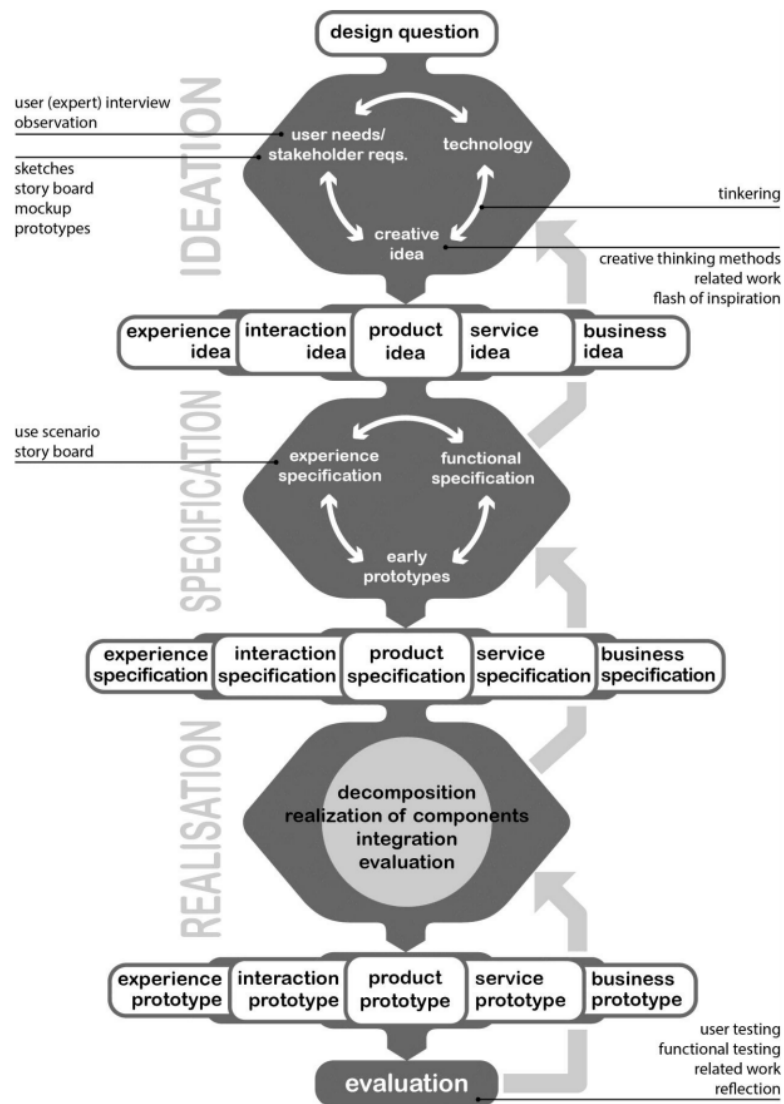 design question
user (expert) interview
observation
sketches
story board
mockup
prototypes
IDEATION
user needs/
stakeholder reqs.
technology
creative
idea
tinkering
creative thinking methods
related work
flash of inspiration
experience
idea
interaction
idea
product
idea
service
idea
business
idea
use scenario
story board
SPECIFICATION
experience
specification
functional
specification
early
prototypes
experience
specification
interaction
specification
product
specification
service
specification
business
specification
REALISATION
decomposition
realization of components
integration
evaluation
experience
prototype
interaction
prototype
product
prototype
service
prototype
business
prototype
evaluation
user testing
functional testing
related work
reflection